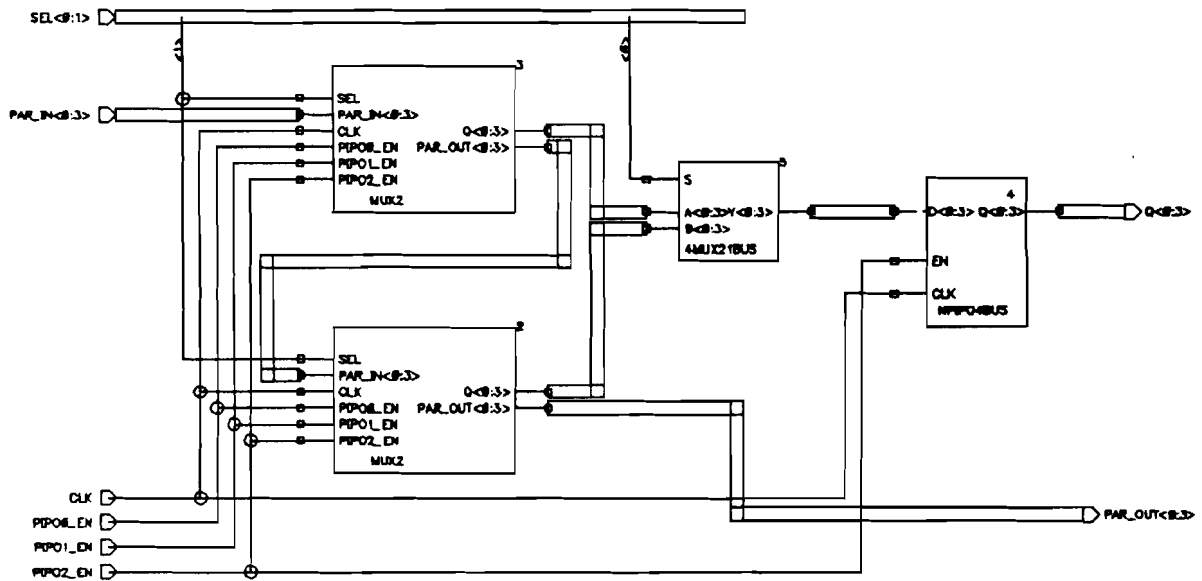 SEL<0:1>
<1>
<0>
3
SEL
PAR_IN<0:3>
PAR_IN<0:3>
CLK
Q<0:3>
PIPO0_EN
PAR_OUT<0:3>
PIPO1_EN
PIPO2_EN
MUX2
S
A<0:3>Y<0:3>
B<0:3>
4MUX21BUS
4
D<0:3>
Q<0:3>
Q<0:3>
EN
CLK
NPIPO4BUS
2
SEL
PAR_IN<0:3>
CLK
Q<0:3>
PIPO0_EN
PAR_OUT<0:3>
PIPO1_EN
PIPO2_EN
MUX2
CLK
PIPO0_EN
PIPO1_EN
PIPO2_EN
PAR_OUT<0:3>